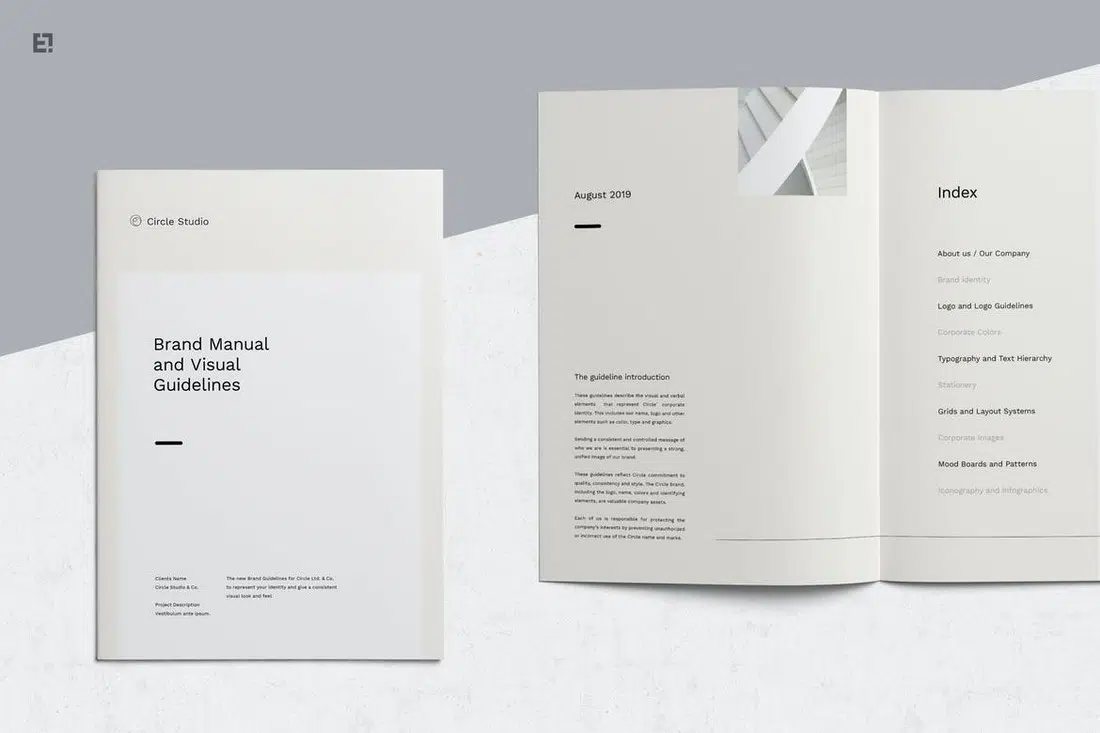 Circle Studio
Brand Manual
and Visual
Guidelines
Clients Name
Circle Studio & Co.
Project Description
Vestibulum ante ipsum.
The new Brand Guidelines for Circle Ltd. & Co.
to represent your identity and give a consistent
visual look and feel
August 2019
The guideline introduction
These guidelines describe the visual and verbal
elements that represent Circle' corporate
identity. This includes our name, logo and other
elements such as color, type and graphics.
Sending a consistent and controlled message of
who we are is essential to presenting a strong,
unified image of our brand.
These guidelines reflect Circle commitment to
quality, consistency and style. The Circle brand,
including the logo, name, colors and identifying
elements, are valuable company assets.
Each of us is responsible for protecting the
company's interests by preventing unauthorized
or incorrect use of the Circle name and marks.
Index
About us / Our Company
Brand Identity
Logo and Logo Guidelines
Corporate Colors
Typography and Text Hierarchy
Stationery
Grids and Layout Systems
Corporate Images
Mood Boards and Patterns
Iconography and Infographics